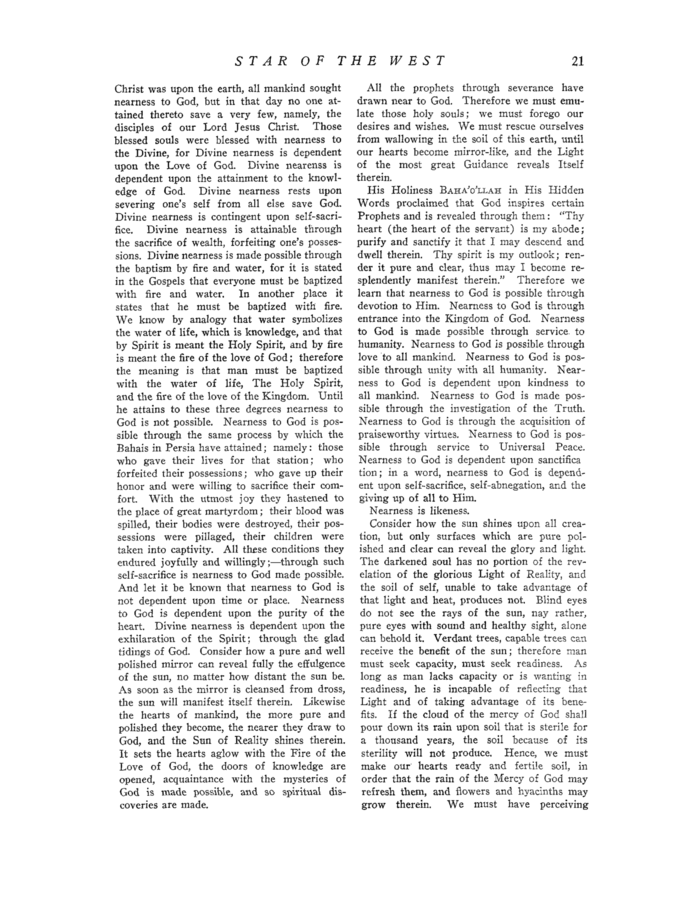 STAR OF THE WEST 21
Christ was upon the earth, all mankind sought
nearness to God, but in that day no one at-
tained thereto save a very few, namely, the
disciples of our Lord Jesus Christ. Those
blessed souls were blessed with nearness to
the Divine, for Divine nearness is dependent
upon the Love of God. Divine nearenss is
dependent upon the attainment to the knowl-
edge of God. Divine nearness rests upon
severing one's self from all else save God.
Divine nearness is contingent upon self-sacri-
fice. Divine nearness is attainable through
the sacrifice of wealth, forfeiting one's posses-
sions. Divine nearness is made possible through
the baptism by fire and water, for it is stated
in the Gospels that everyone must be baptized
with fire and water. In another place it
states that he must be baptized with fire.
We know by analogy that water symbolizes
the water of life, which is knowledge, and that
by Spirit is meant the Holy Spirit, and by fire
is meant the fire of the love of God; therefore
the meaning is that man must be baptized
with the water of life, The Holy Spirit,
and the fire of the love of the Kingdom. Until
he attains to these three degrees nearness to
God is not possible. Nearness to God is pos-
sible through the same process by which the
Bahais in Persia have attained; namely: those
who gave their lives for that station; who
forfeited their possessions; who gave up their
honor and were willing to sacrifice their com-
fort. With the utmost joy they hastened to
the place of great martyrdom; their blood was
spilled, their bodies were destroyed, their pos-
sessions were pillaged, their children were
taken into captivity. All these conditions they
endured joyfully and willingly;—through such
self-sacrifice is nearness to God made possible.
And let it be known that nearness to God is
not dependent upon time or place. Nearness
to God is dependent upon the purity of the
heart. Divine nearness is dependent upon the
exhilaration of the Spirit; through the glad
tidings of God. Consider how a pure and well
polished mirror can reveal fully the effulgence
of the sun, no matter how distant the sun be.
As soon as the mirror is cleansed from dross,
the sun will manifest itself therein. Likewise
the hearts of mankind, the more pure and
polished they become, the nearer they draw to
God, and the Sun of Reality shines therein.
It sets the hearts aglow with the Fire of the
Love of God, the doors of knowledge are
opened, acquaintance with the mysteries of
God is made possible, and so spiritual dis-
coveries are made.
All the prophets through severance have
drawn near to God. Therefore we must emu-
late those holy souls; we must forego our
desires and wishes. We must rescue ourselves
from wallowing in the soil of this earth, until
our hearts become mirror-like, and the Light
of the most great Guidance reveals Itself
therein.
His Holiness BAHA'O'LLAH in His Hidden
Words proclaimed that God inspires certain
Prophets and is revealed through them: "Thy
heart (the heart of the servant) is my abode;
purify and sanctify it that I may descend and
dwell therein. Thy spirit is my outlook; ren-
der it pure and clear, thus may I become re-
splendently manifest therein." Therefore we
learn that nearness to God is possible through
devotion to Him. Nearness to God is through
entrance into the Kingdom of God. Nearness
to God is made possible through service to
humanity. Nearness to God is possible through
love to all mankind. Nearness to God is pos-
sible through unity with all humanity. Near-
ness to God is dependent upon kindness to
all mankind. Nearness to God is made pos-
sible through the investigation of the Truth.
Nearness to God is through the acquisition of
praiseworthy virtues. Nearness to God is pos-
sible through service to Universal Peace.
Nearness to God is dependent upon sanctifica
tion; in a word, nearness to God is depend-
ent upon self-sacrifice, self-abnegation, and the
giving up of all to Him.
Nearness is likeness.
Consider how the sun shines upon all crea-
tion, but only surfaces which are pure pol-
ished and clear can reveal the glory and light.
The darkened soul has no portion of the rev-
elation of the glorious Light of Reality, and
the soil of self, unable to take advantage of
that light and heat, produces not. Blind eyes
do not see the rays of the sun, nay rather,
pure eyes with sound and healthy sight, alone
can behold it. Verdant trees, capable trees can
receive the benefit of the sun; therefore man
must seek capacity, must seek readiness. As
long as man lacks capacity or is wanting in
readiness, he is incapable of reflecting that
Light and of taking advantage of its bene-
fits. If the cloud of the mercy of God shall
pour down its rain upon soil that is sterile for
a thousand years, the soil because of its
sterility will not produce. Hence, we must
make our hearts ready and fertile soil, in
order that the rain of the Mercy of God may
refresh them, and flowers and hyacinths may
grow therein. We must have perceiving